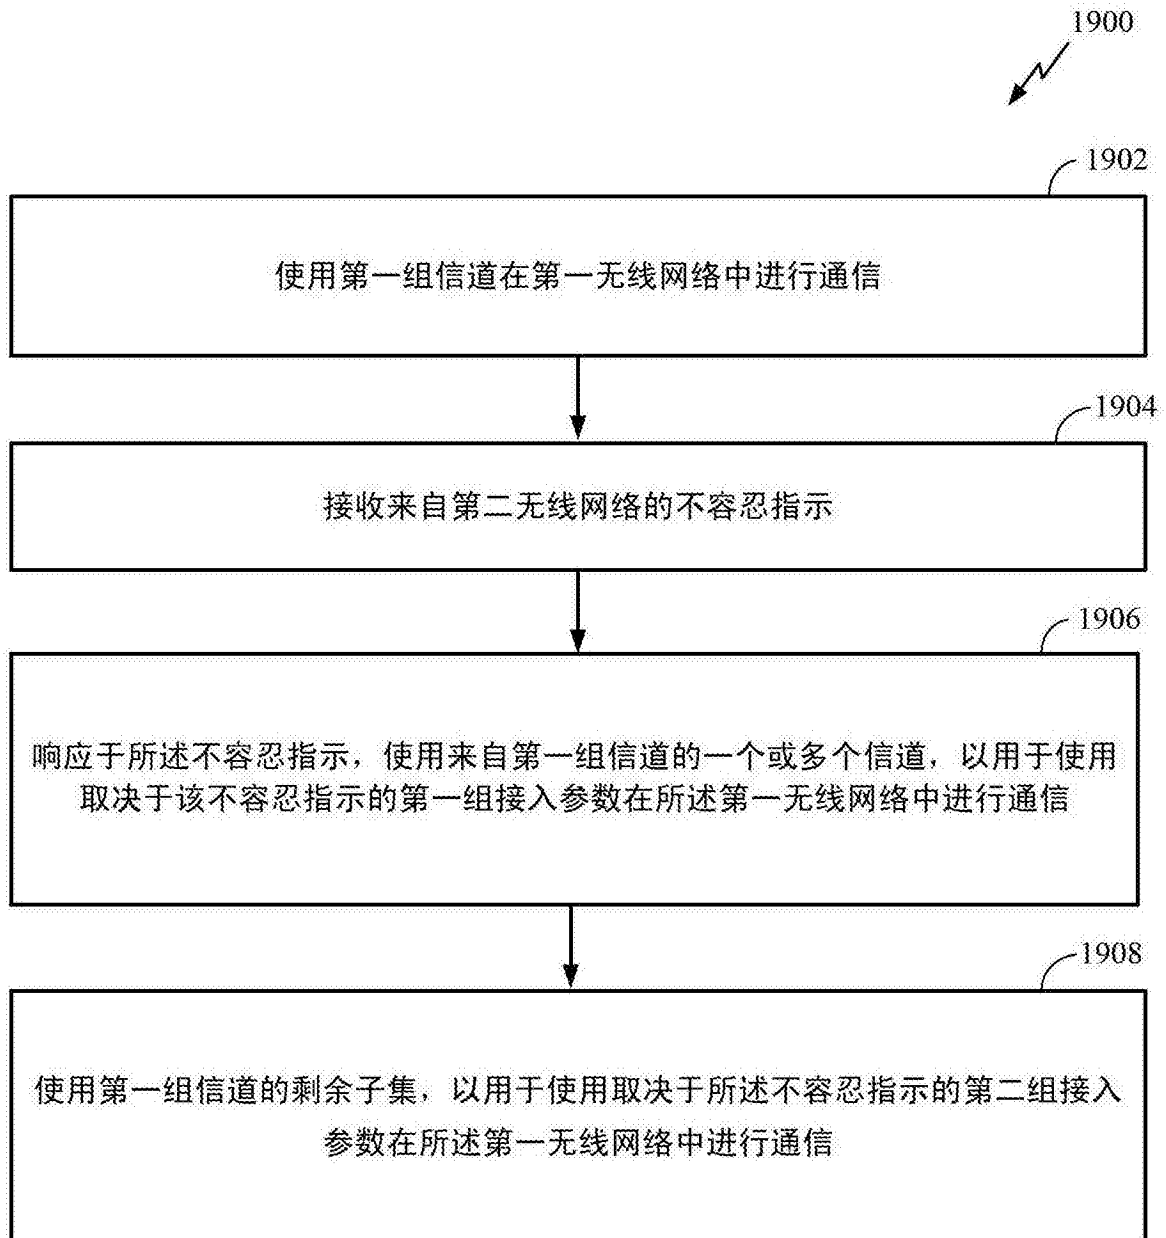 1900
1902
使用第一组信道在第一无线网络中进行通信
1904
接收来自第二无线网络的不容忍指示
1906
响应于所述不容忍指示，使用来自第一组信道的一个或多个信道，以用于使用
取决于该不容忍指示的第一组接入参数在所述第一无线网络中进行通信
1908
使用第一组信道的剩余子集，以用于使用取决于所述不容忍指示的第二组接入
参数在所述第一无线网络中进行通信